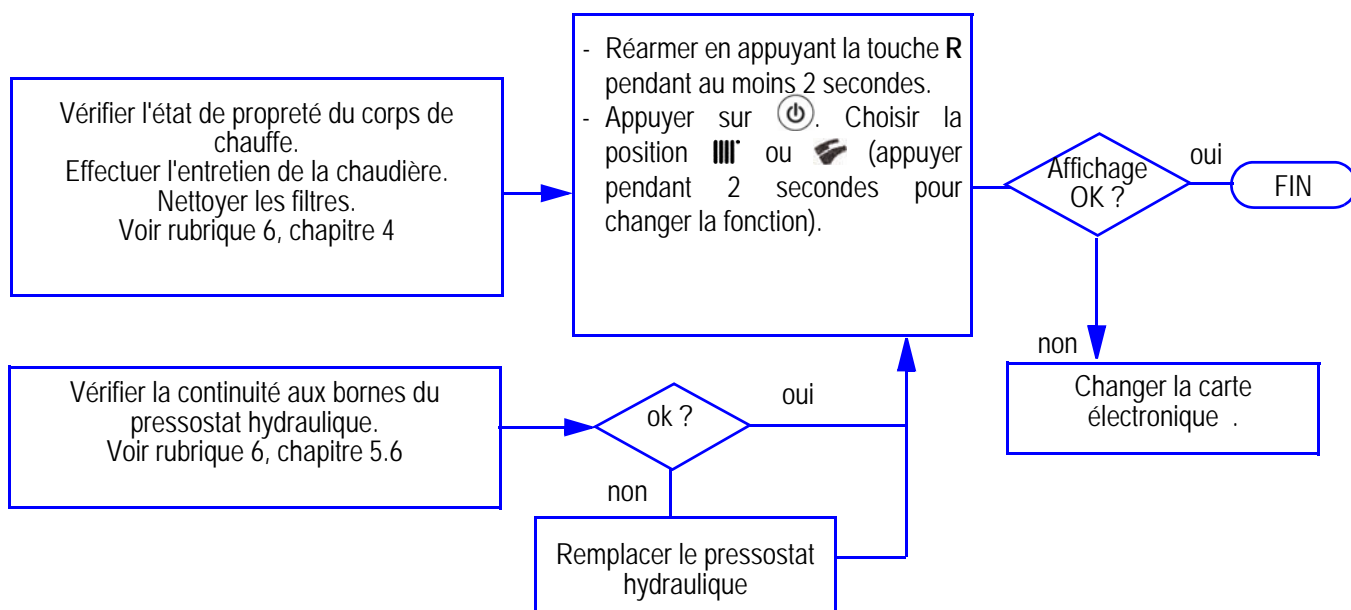 Vérifier l'état de propreté du corps de
chauffe.
Effectuer l'entretien de la chaudière.
Nettoyer les filtres.
Voir rubrique 6, chapitre 4
- Réarmer en appuyant la touche R
pendant au moins 2 secondes.
- Appuyer sur . Choisir la
position ou (appuyer
pendant 2 secondes pour
changer la fonction).
Affichage
OK ?
oui
FIN
non
Changer la carte
électronique .
Vérifier la continuité aux bornes du
pressostat hydraulique.
Voir rubrique 6, chapitre 5.6
ok ?
oui
non
Remplacer le pressostat
hydraulique